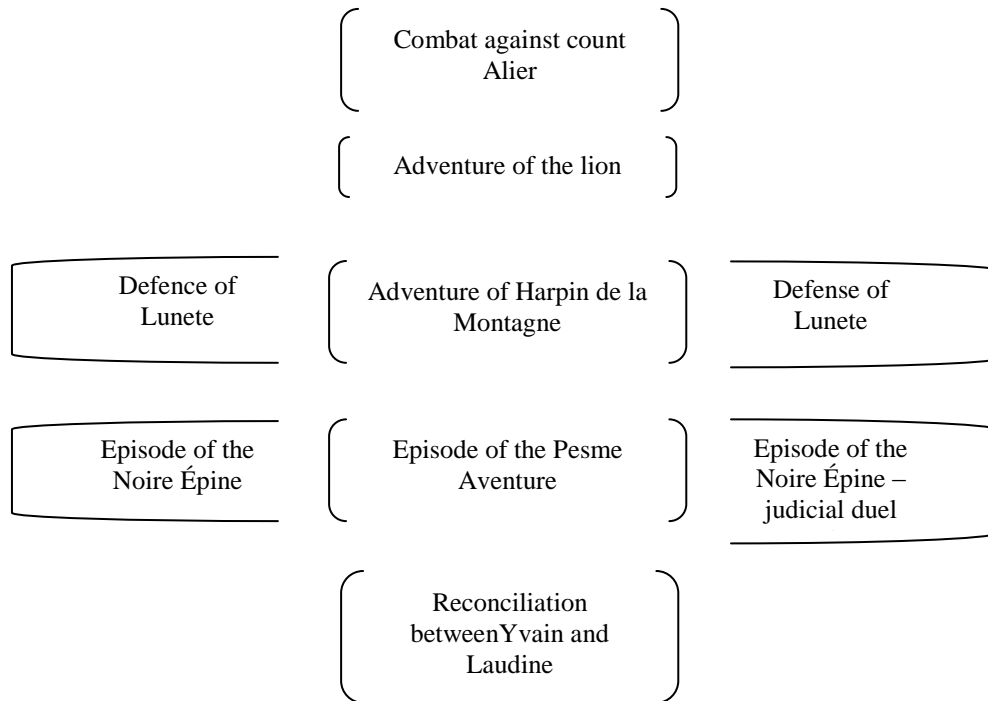 Combat against count
Alier
Adventure of the lion
Defence of
Lunete
Adventure of Harpin de la
Montagne
Defense of
Lunete
Episode of the
Noire Épine
Episode of the Pesme
Aventure
Episode of the
Noire Épine –
judicial duel
Reconciliation
betweenYvain and
Laudine